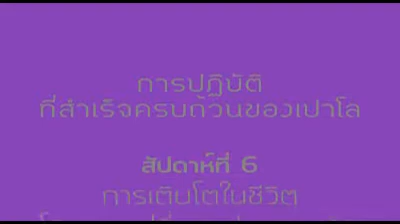 การปฏิบัติ
ที่สำเร็จครบถ้วนของเปาโล
สัปดาห์ที่ 6
การเติบโตในชีวิต